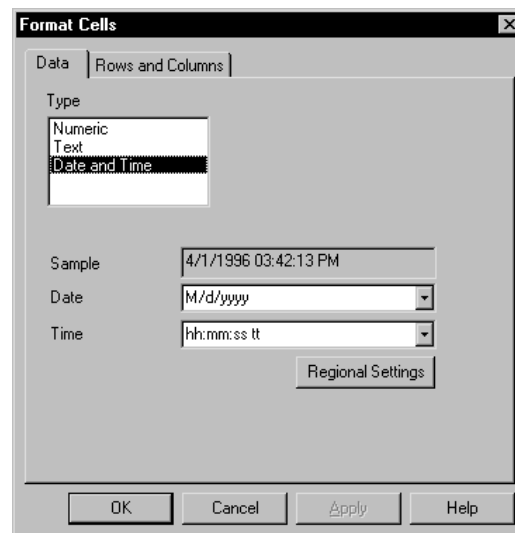 Format Cells
Data Rows and Columns
Type
Numeric
Text
Date and Time
Sample 4/1/1996 03:42:13 PM
Date M/d/yyyy
Time hh:mm:ss tt
Regional Settings
OK Cancel Apply Help